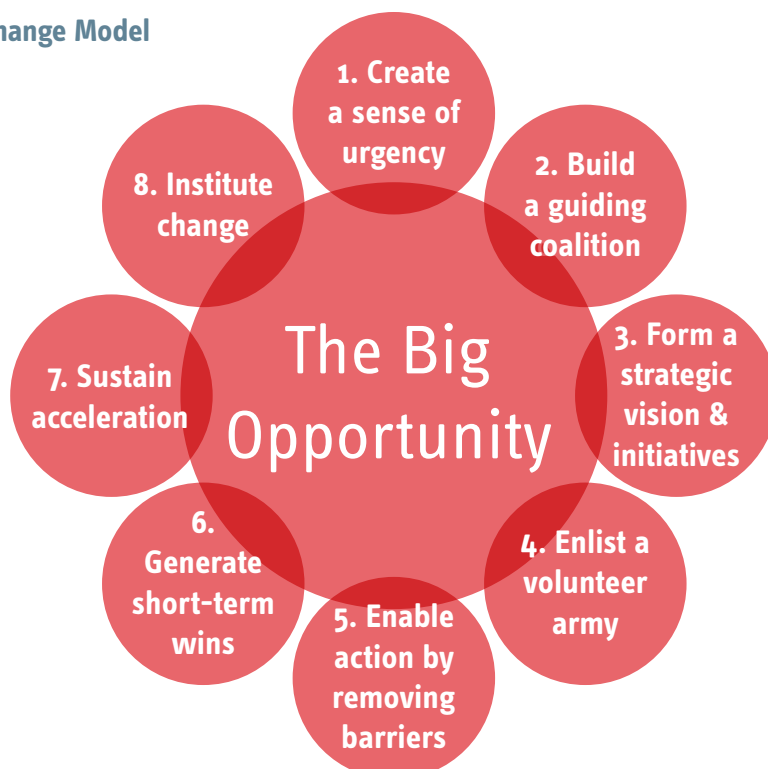 hange Model
1. Create
a sense of
urgency
2. Build
a guiding
coalition
3. Form a
strategic
vision &
initiatives
4. Enlist a
volunteer
army
5. Enable
action by
removing
barriers
6.
Generate
short-term
wins
7. Sustain
acceleration
8. Institute
change
The Big
Opportunity